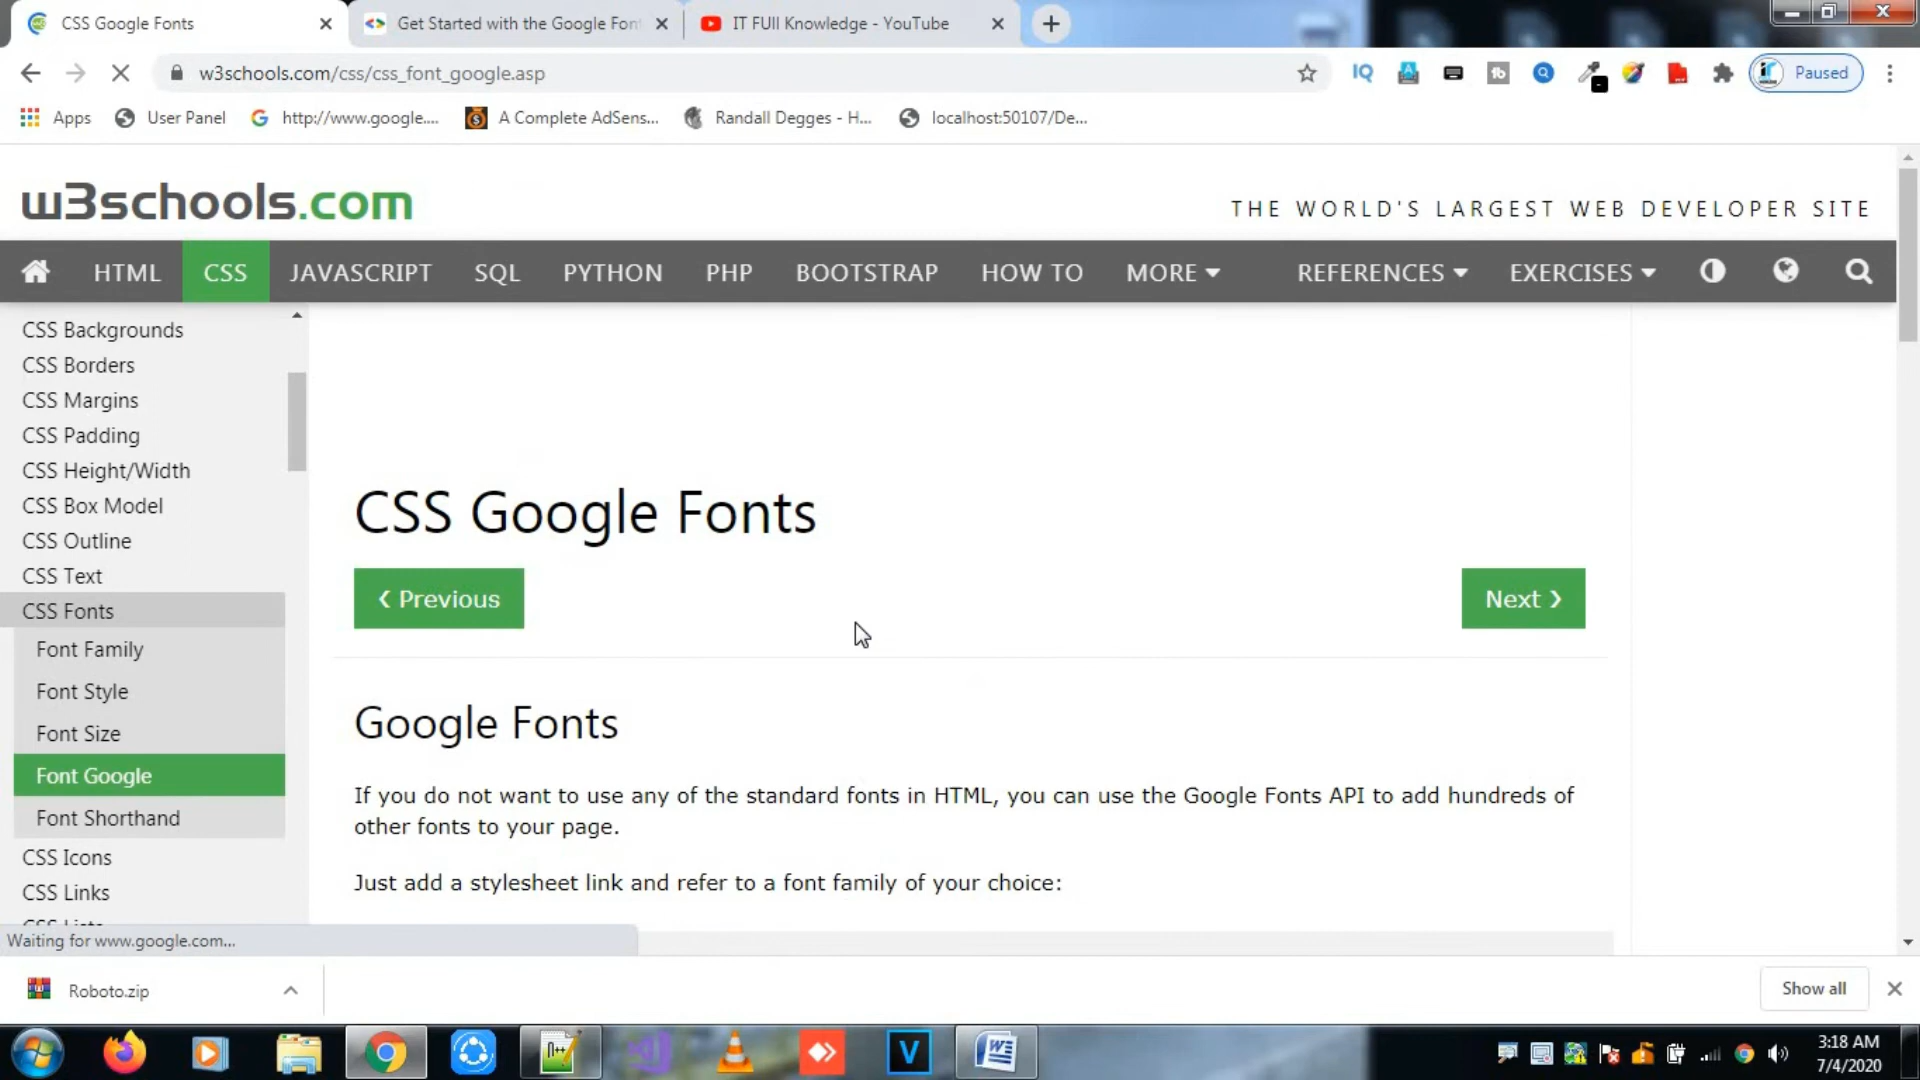 CSS Google Fonts
Get Started with the Google Fon
IT FUll Knowledge - YouTube
w3schools.com/css/css_font_google.asp
Paused
Apps
User Panel
http://www.google....
A Complete AdSens...
Randall Degges - H...
localhost:50107/De...
w3schools.com
THE WORLD'S LARGEST WEB DEVELOPER SITE
HTML
CSS
JAVASCRIPT
SQL
PYTHON
PHP
BOOTSTRAP
HOW TO
MORE
REFERENCES
EXERCISES
CSS Backgrounds
CSS Borders
CSS Margins
CSS Padding
CSS Height/Width
CSS Box Model
CSS Outline
CSS Text
CSS Fonts
Font Family
Font Style
Font Size
Font Google
Font Shorthand
CSS Icons
CSS Links
CSS Lists
CSS Google Fonts
❮ Previous
Next ❯
Google Fonts
If you do not want to use any of the standard fonts in HTML, you can use the Google Fonts API to add hundreds of
other fonts to your page.
Just add a stylesheet link and refer to a font family of your choice:
Waiting for www.google.com...
Roboto.zip
Show all
3:18 AM
7/4/2020